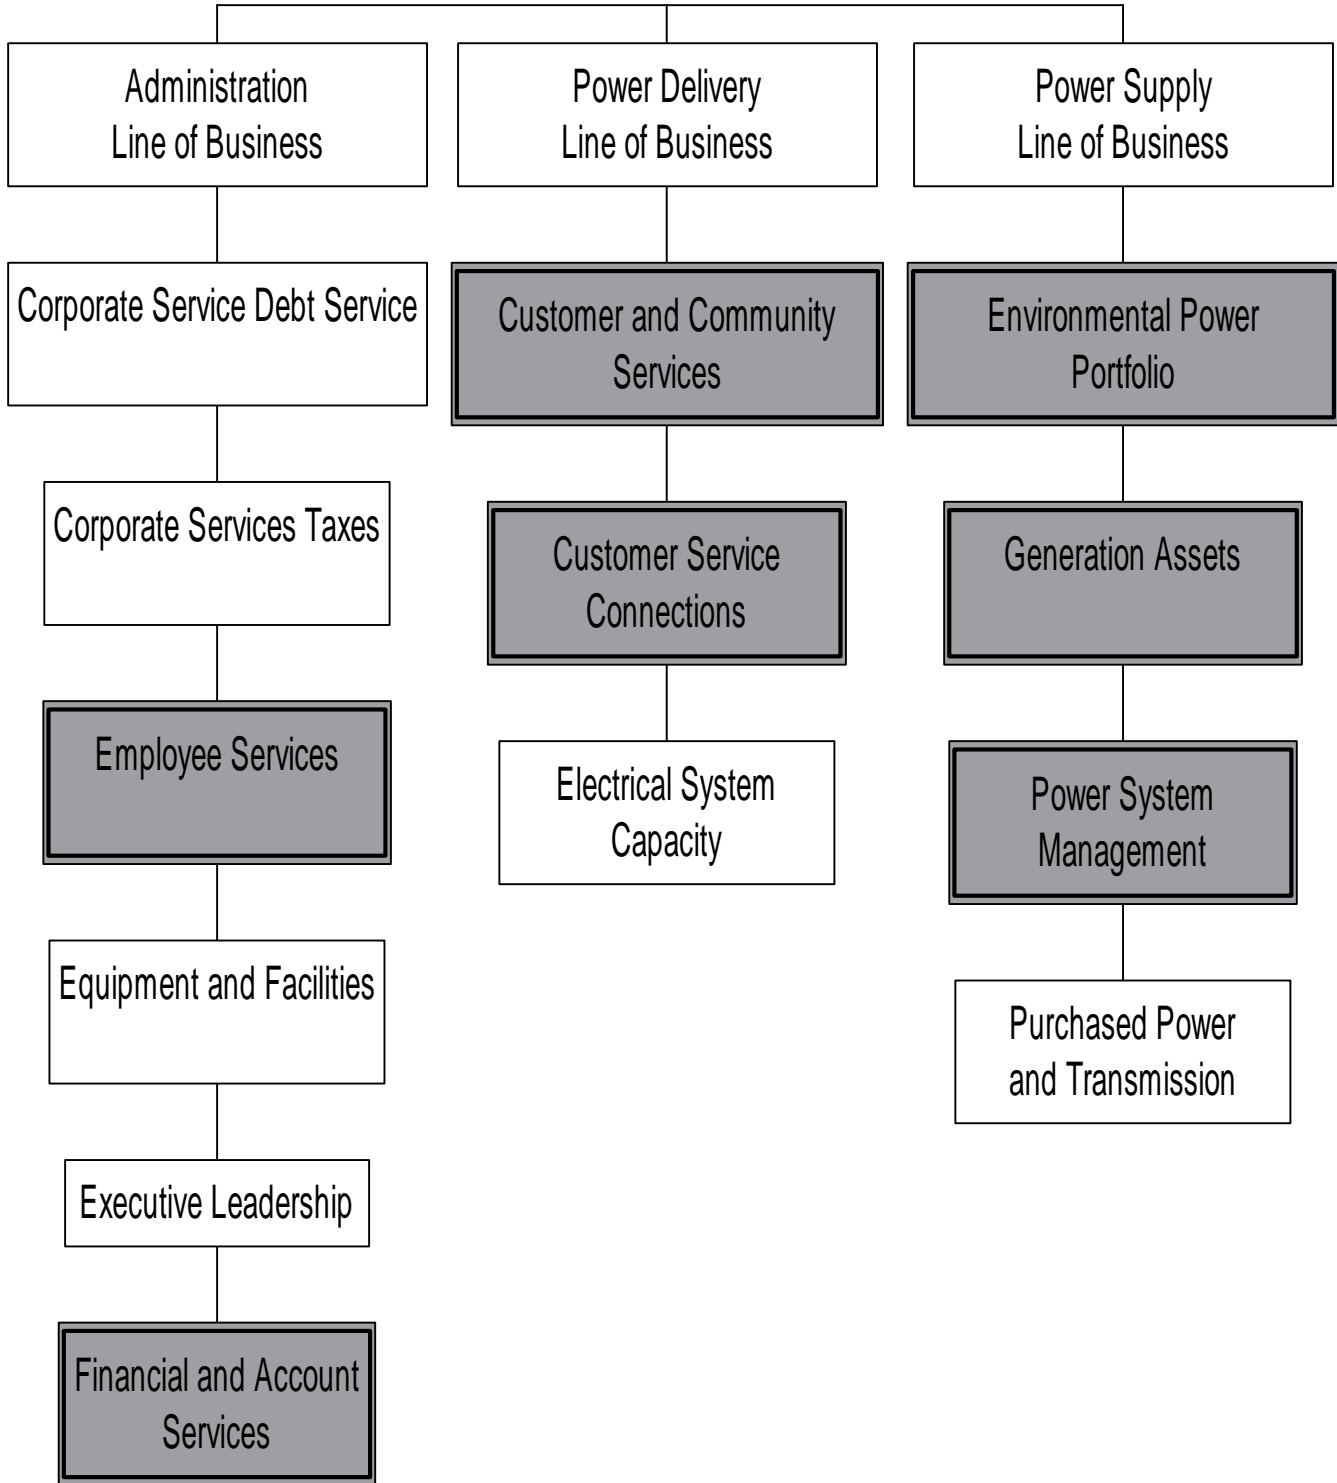 Administration
Line of Business
Corporate Service Debt Service
Corporate Services Taxes
Employee Services
Equipment and Facilities
Executive Leadership
Financial and Account
Services
Power Delivery
Line of Business
Customer and Community
Services
Customer Service
Connections
Electrical System
Capacity
Power Supply
Line of Business
Environmental Power
Portfolio
Generation Assets
Power System
Management
Purchased Power
and Transmission